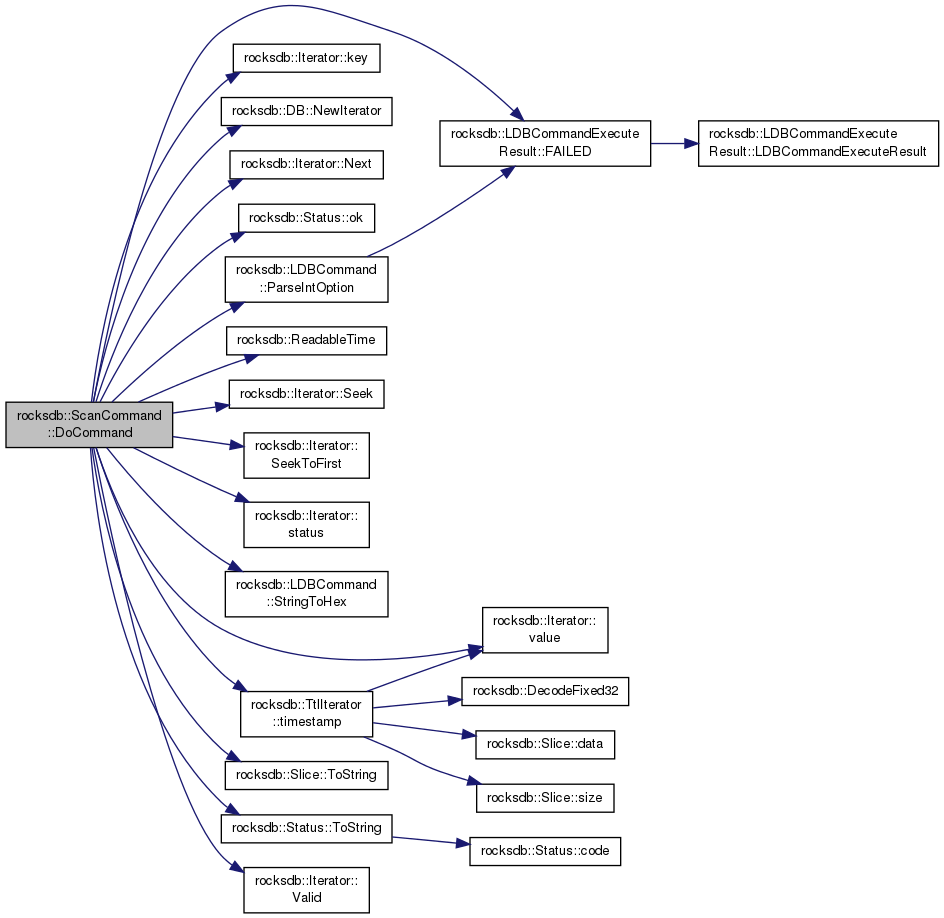 rocksdb::ScanCommand
::DoCommand
rocksdb::Iterator::key
rocksdb::DB::NewIterator
rocksdb::Iterator::Next
rocksdb::Status::ok
rocksdb::LDBCommand
::ParseIntOption
rocksdb::ReadableTime
rocksdb::Iterator::Seek
rocksdb::Iterator::
SeekToFirst
rocksdb::Iterator::
status
rocksdb::LDBCommand
::StringToHex
rocksdb::TtlIterator
::timestamp
rocksdb::Slice::ToString
rocksdb::Status::ToString
rocksdb::Iterator::
Valid
rocksdb::LDBCommandExecute
Result::FAILED
rocksdb::Iterator::
value
rocksdb::DecodeFixed32
rocksdb::Slice::data
rocksdb::Slice::size
rocksdb::Status::code
rocksdb::LDBCommandExecute
Result::LDBCommandExecuteResult